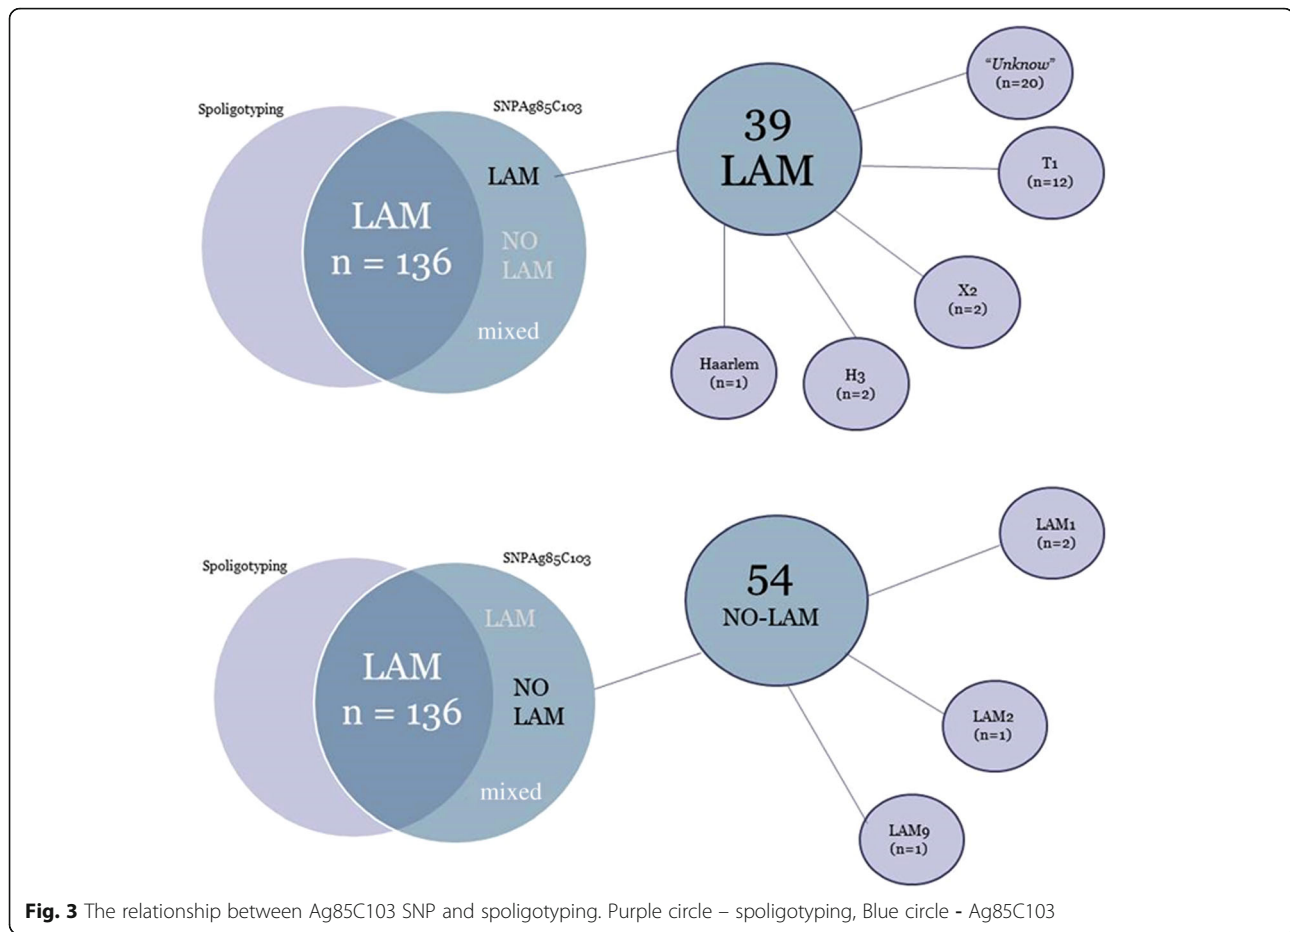 Spoligotyping
SNPAg85C103
LAM
n = 136
LAM
NO
LAM
mixed
39
LAM
"Unknow"
(n=20)
T1
(n=12)
X2
(n=2)
H3
(n=2)
Haarlem
(n=1)
Spoligotyping
SNPAg85C103
LAM
n = 136
LAM
NO
LAM
mixed
54
NO-LAM
LAM1
(n=2)
LAM2
(n=1)
LAM9
(n=1)
Fig. 3 The relationship between Ag85C103 SNP and spoligotyping. Purple circle – spoligotyping, Blue circle - Ag85C103